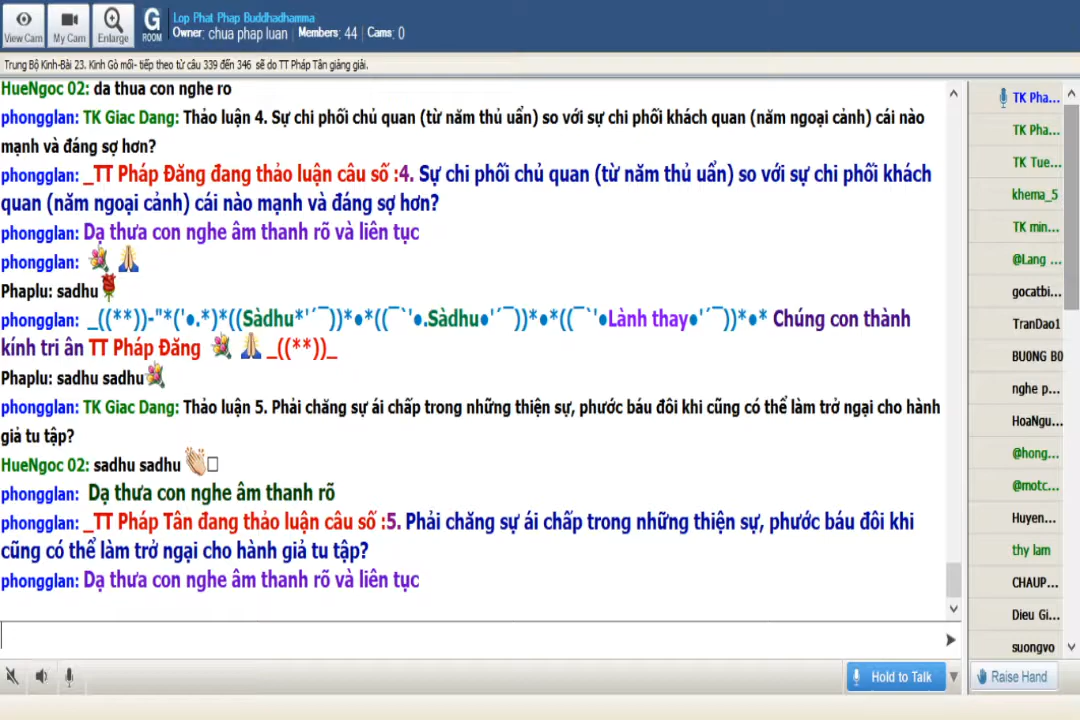 View Cam
My Cam
Enlarge
G
ROOM
Lop Phat Phap Buddhadhamma
Owner: chua phap luan | Members: 44 | Cams: 0
Trung Bộ Kinh-Bài 23. Kinh Gò mối- tiếp theo từ câu 339 đến 346 sẽ do TT Pháp Tân giảng giải.
HueNgoc 02: da thua con nghe ro
phongglan: TK Giac Dang: Thảo luận 4. Sự chi phối chủ quan (từ năm thủ uẩn) so với sự chi phối khách quan (năm ngoại cảnh) cái nào
mạnh và đáng sợ hơn?
phongglan: _TT Pháp Đăng đang thảo luận câu số :4. Sự chi phối chủ quan (từ năm thủ uẩn) so với sự chi phối khách
quan (năm ngoại cảnh) cái nào mạnh và đáng sợ hơn?
phongglan: Dạ thưa con nghe âm thanh rõ và liên tục
phongglan: 💐 🙏
Phaplu: sadhu🌹
phongglan: _((**))-"*('●.*)*((Sàdhu*'´¯))*●*((¯`'●.Sàdhu●'´¯))*●*((¯`'●Lành thay●'´¯))*●* Chúng con thành
kính tri ân TT Pháp Đăng 💐 🙏 _((**))_
Phaplu: sadhu sadhu💐
phongglan: TK Giac Dang: Thảo luận 5. Phải chăng sự ái chấp trong những thiện sự, phước báu đôi khi cũng có thể làm trở ngại cho hành
giả tu tập?
HueNgoc 02: sadhu sadhu 👏□
phongglan: Dạ thưa con nghe âm thanh rõ
phongglan: _TT Pháp Tân đang thảo luận câu số :5. Phải chăng sự ái chấp trong những thiện sự, phước báu đôi khi
cũng có thể làm trở ngại cho hành giả tu tập?
phongglan: Dạ thưa con nghe âm thanh rõ và liên tục
Hold to Talk
TK Pha...
TK Pha...
TK Tue...
khema_5
TK min...
@Lang ...
gocatbi...
TranDao1
BUONG BO
nghe p...
HoaNgu...
@hong...
@motc...
Huyen...
thy lam
CHAUP...
Dieu Gi...
suongvo
Raise Hand